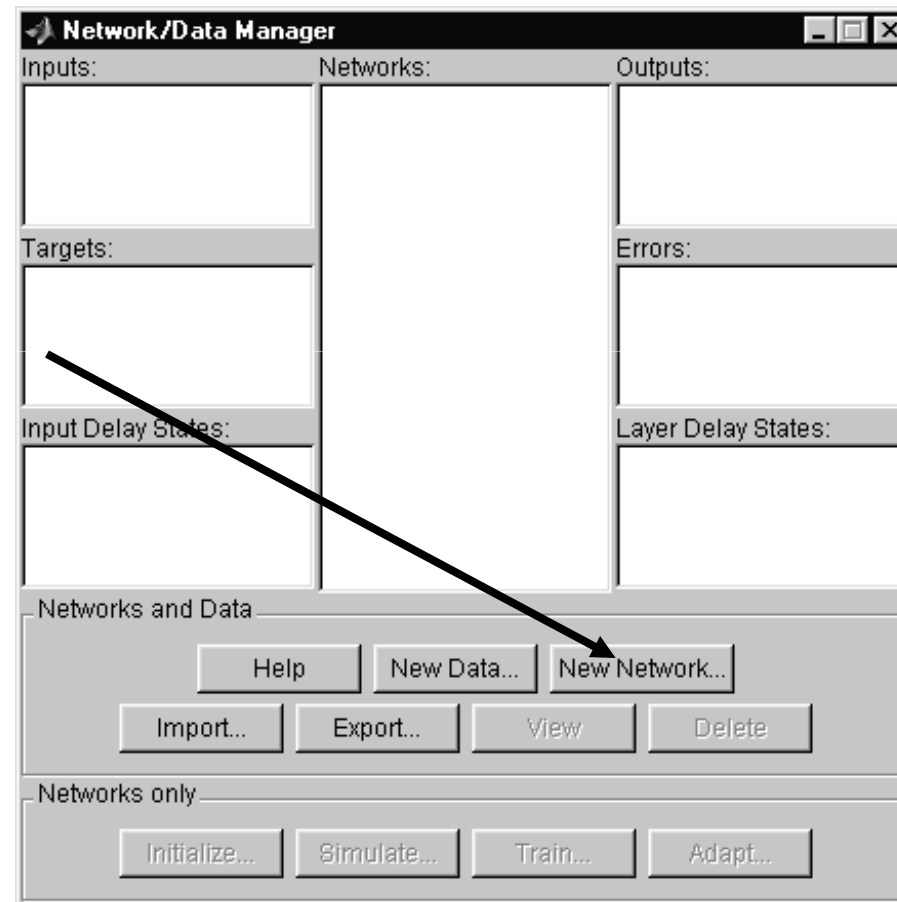 Network/Data Manager
Inputs: Networks: Outputs:
Targets: Errors:
Input Delay States: Layer Delay States:
Networks and Data
Help New Data... New Network...
Import... Export... View Delete
Networks only
Initialize... Simulate... Train... Adapt...